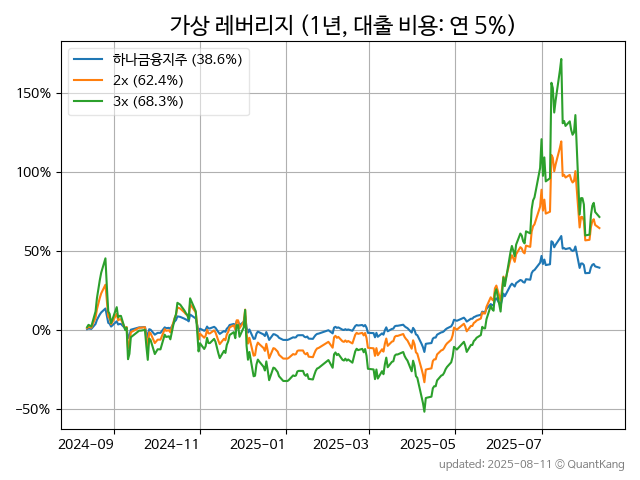 가상 레버리지 (1년, 대출 비용: 연 5%)
하나금융지주 (38.6%)
2x (62.4%)
3x (68.3%)
150%
100%
50%
0%
−50%
2024-09 2024-11 2025-01 2025-03 2025-05 2025-07
updated: 2025-08-11 © QuantKang